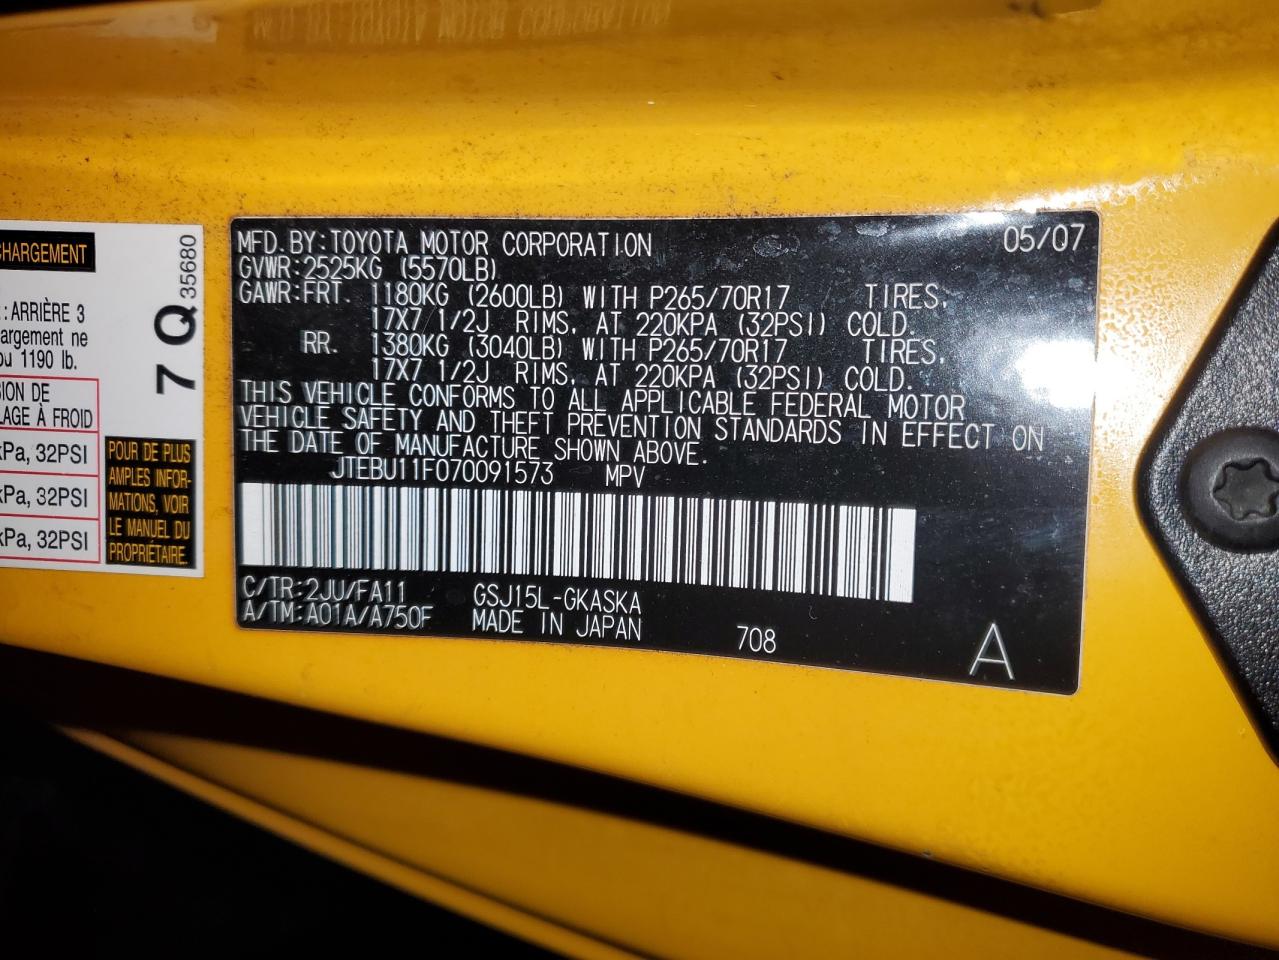 CHARGEMENT
: ARRIÈRE 3
chargement ne
ou 1190 lb.
LAGE À FROID
kPa, 32PSI
kPa, 32PSI
kPa, 32PSI
7 Q 35680
POUR DE PLUS
AMPLES INFOR-
MATIONS, VOIR
LE MANUEL DU
PROPRIÉTAIRE.
MFD. BY: TOYOTA MOTOR CORPORATION 05/07
GVWR: 2525KG (5570LB)
GAWR: FRT. 1180KG (2600LB) WITH P265/70R17 TIRES,
17X7 1/2J RIMS, AT 220KPA (32PSI) COLD.
RR. 1380KG (3040LB) WITH P265/70R17 TIRES,
17X7 1/2J RIMS, AT 220KPA (32PSI) COLD.
THIS VEHICLE CONFORMS TO ALL APPLICABLE FEDERAL MOTOR
VEHICLE SAFETY AND THEFT PREVENTION STANDARDS IN EFFECT ON
THE DATE OF MANUFACTURE SHOWN ABOVE.
JTEBU11F070091573 MPV
C/TR: 2JU/FA11 GSJ15L-GKASKA
A/TM: A01A/A750F MADE IN JAPAN 708 A